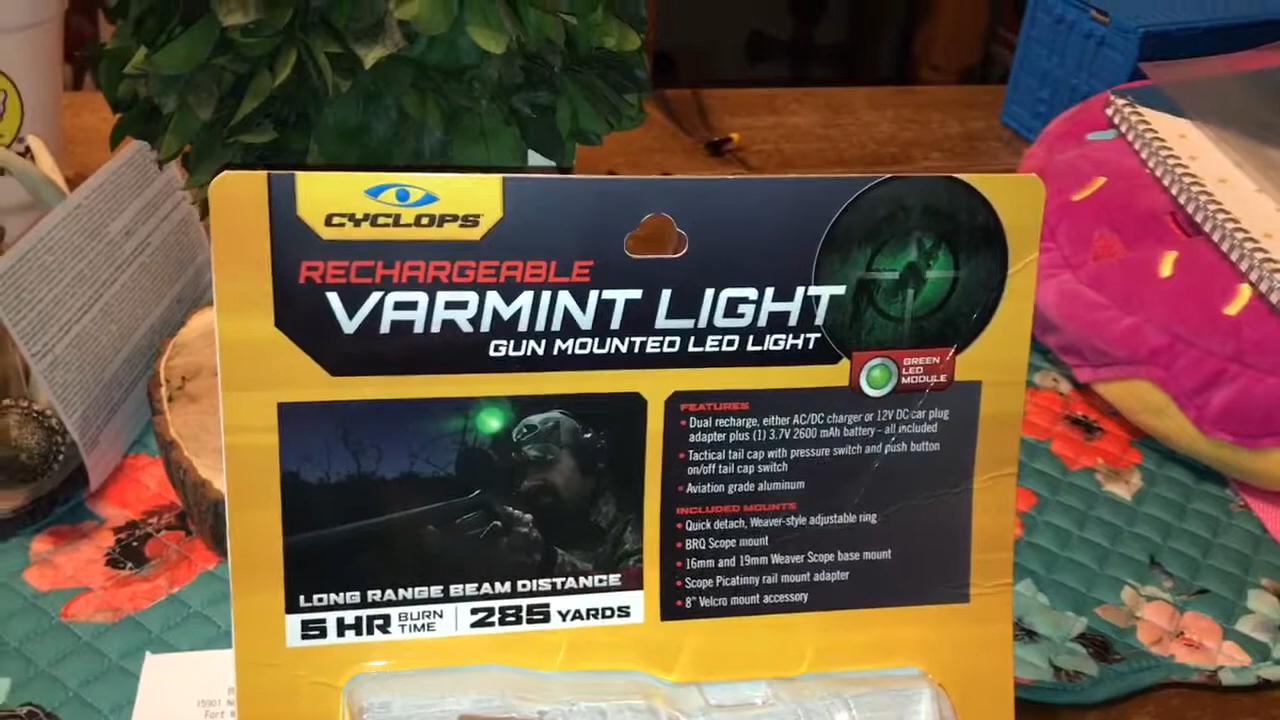 CYCLOPS
RECHARGEABLE
VARMINT LIGHT
GUN MOUNTED LED LIGHT
GREEN
LED
MODULE
FEATURES
• Dual recharge, either AC/DC charger or 12V DC car plug
adapter plus (1) 3.7V 2600 mAh battery - all included
• Tactical tail cap with pressure switch and push button
on/off tail cap switch
• Aviation grade aluminum
INCLUDED MOUNTS
• Quick detach, Weaver-style adjustable ring
• BRQ Scope mount
• 16mm and 19mm Weaver Scope base mount
• Scope Picatinny rail mount adapter
• 8" Velcro mount accessory
LONG RANGE BEAM DISTANCE
5 HR BURN TIME | 285 YARDS
15901
Fort